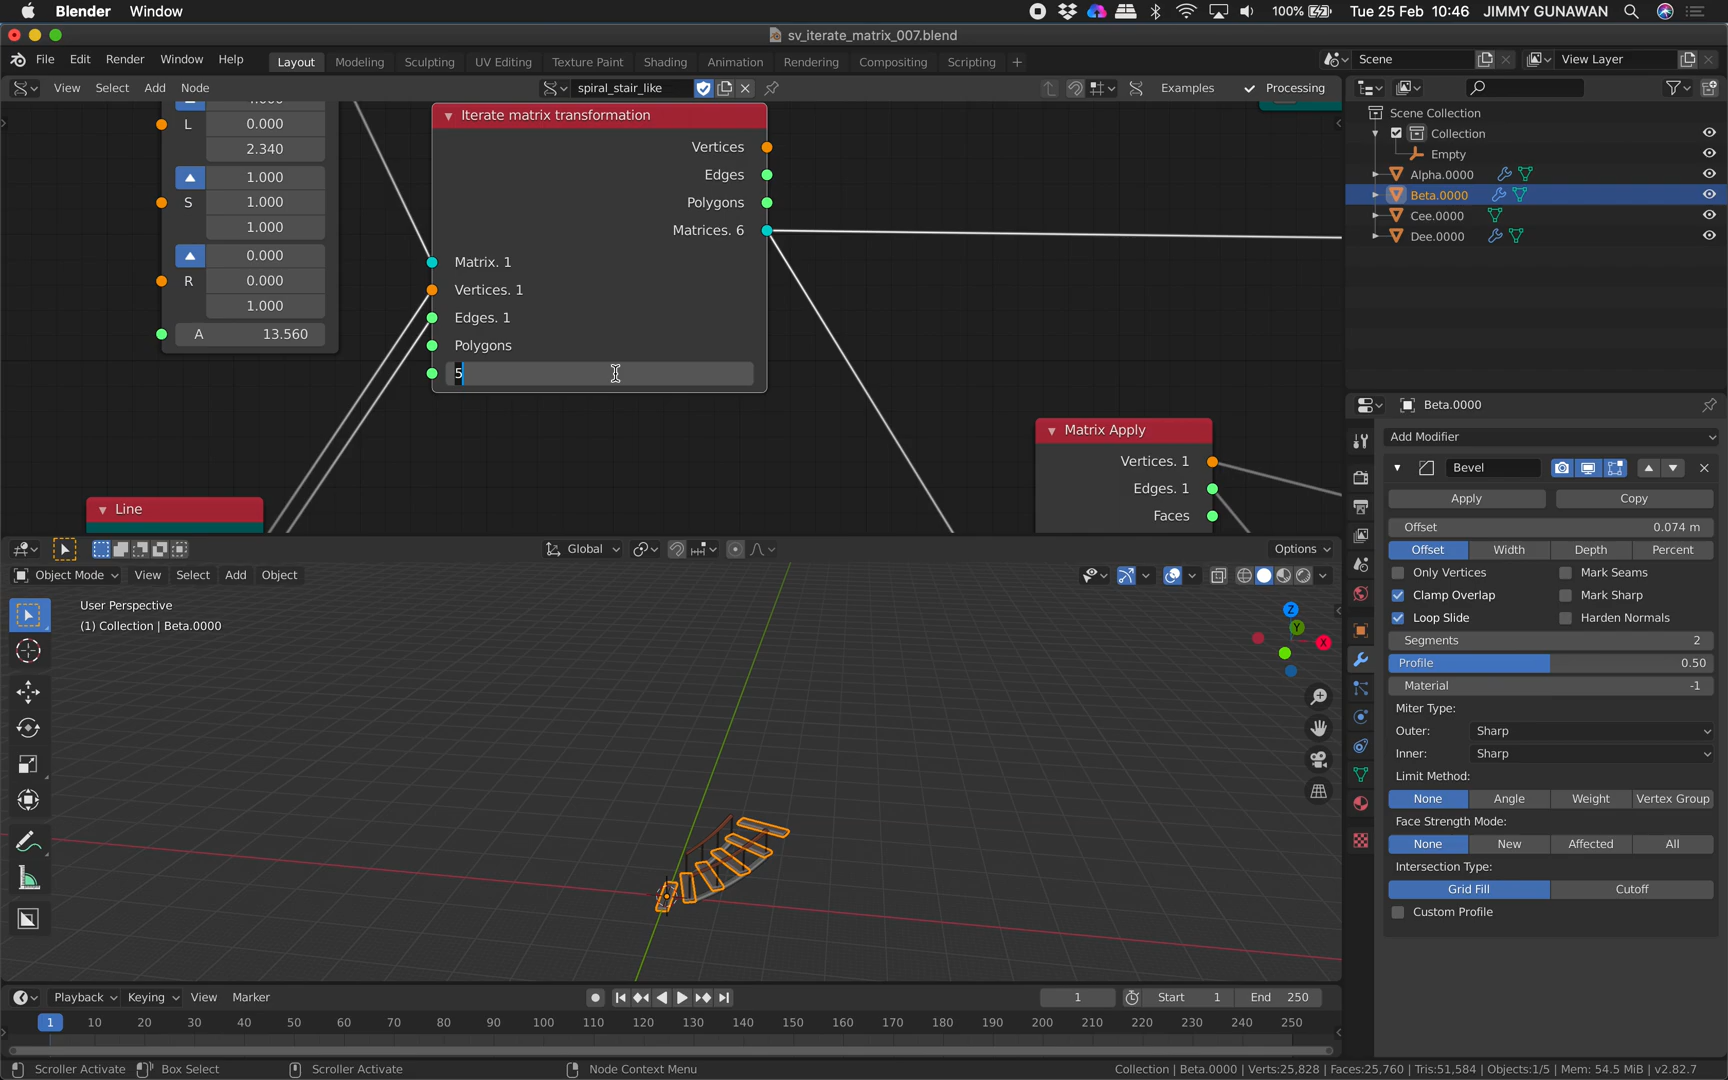 Blender Window 100% Tue 25 Feb 10:46 JIMMY GUNAWAN
sv_iterate_matrix_007.blend
File Edit Render Window Help Layout Modeling Sculpting UV Editing Texture Paint Shading Animation Rendering Compositing Scripting + Scene View Layer
View Select Add Node spiral_stair_like Examples Processing
Scene Collection
Collection
Empty
Alpha.0000
Beta.0000
Cee.0000
Dee.0000
L 0.000
2.340
1.000
S 1.000
1.000
0.000
R 0.000
1.000
A 13.560
Iterate matrix transformation
Vertices
Edges
Polygons
Matrices. 6
Matrix. 1
Vertices. 1
Edges. 1
Polygons
5
Line
Matrix Apply
Vertices. 1
Edges. 1
Faces
Global Options
Object Mode View Select Add Object
User Perspective
(1) Collection | Beta.0000
Z
Y
X
Beta.0000
Add Modifier
Bevel
Apply Copy
Offset 0.074 m
Offset Width Depth Percent
Only Vertices Mark Seams
Clamp Overlap Mark Sharp
Loop Slide Harden Normals
Segments 2
Profile 0.50
Material -1
Miter Type:
Outer: Sharp
Inner: Sharp
Limit Method:
None Angle Weight Vertex Group
Face Strength Mode:
None New Affected All
Intersection Type:
Grid Fill Cutoff
Custom Profile
Playback Keying View Marker 1 Start 1 End 250
1 10 20 30 40 50 60 70 80 90 100 110 120 130 140 150 160 170 180 190 200 210 220 230 240 250
Scroller Activate Box Select Scroller Activate Node Context Menu Collection | Beta.0000 | Verts:25,828 | Faces:25,760 | Tris:51,584 | Objects:1/5 | Mem: 54.5 MiB | v2.82.7